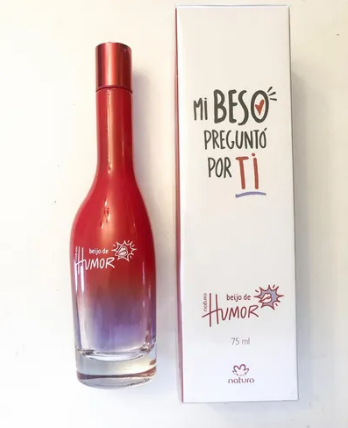 beijo de
HUMOR
MI BESO
PREGUNTÓ
POR TI
natura
beijo de
HUMOR
75 ml
natura